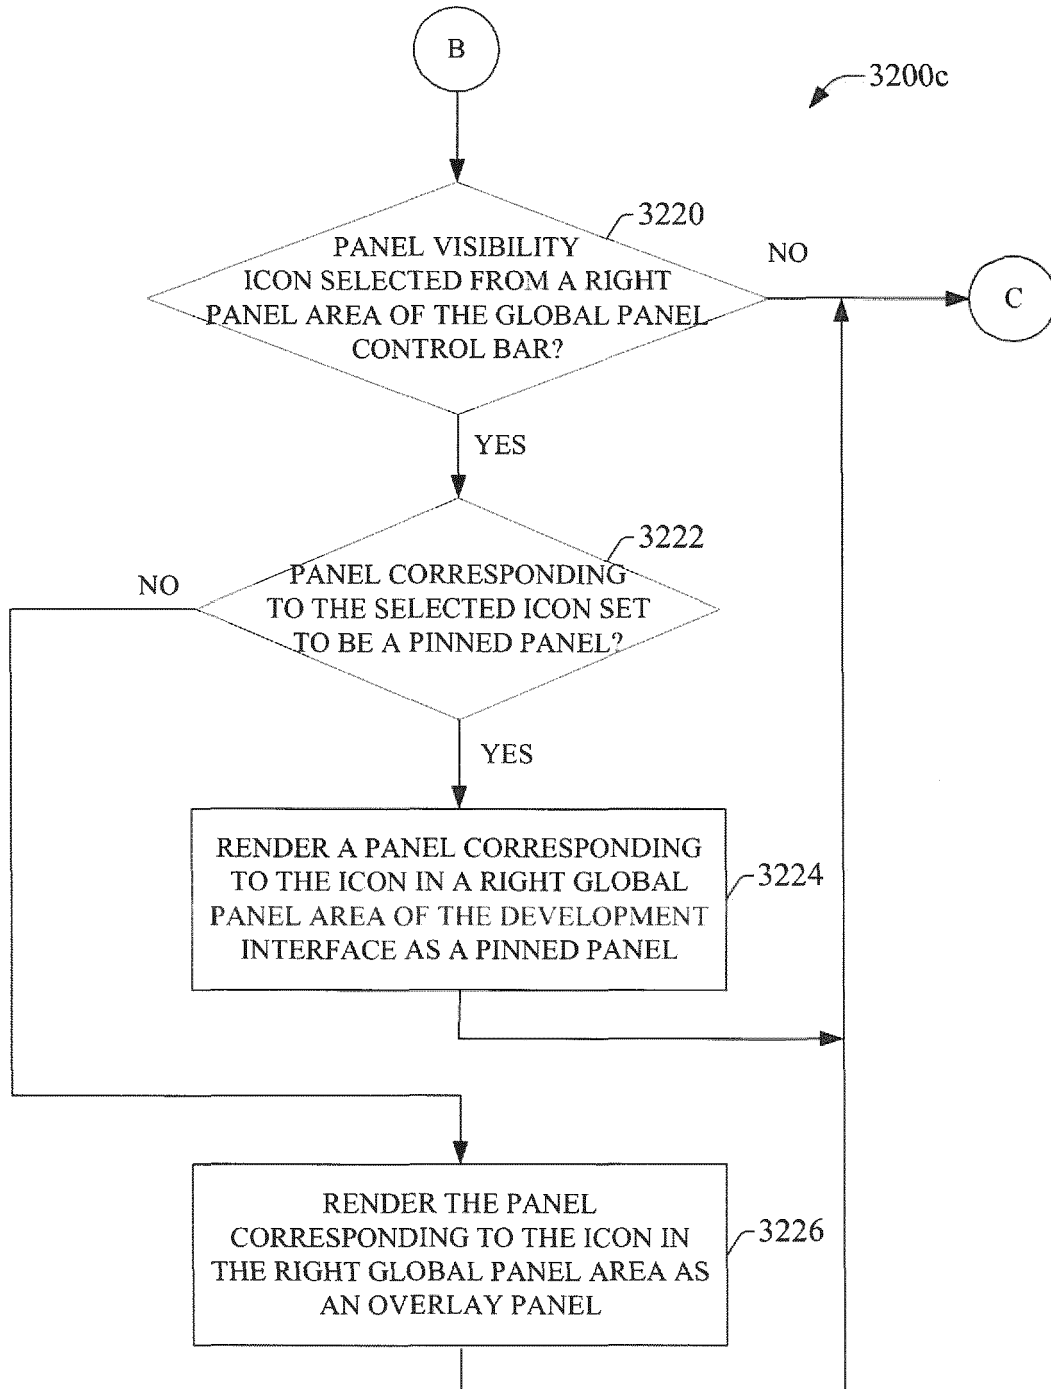 B
3200c
3220
PANEL VISIBILITY
ICON SELECTED FROM A RIGHT
PANEL AREA OF THE GLOBAL PANEL
CONTROL BAR?
NO
C
YES
3222
NO
PANEL CORRESPONDING
TO THE SELECTED ICON SET
TO BE A PINNED PANEL?
YES
RENDER A PANEL CORRESPONDING
TO THE ICON IN A RIGHT GLOBAL
PANEL AREA OF THE DEVELOPMENT
INTERFACE AS A PINNED PANEL
3224
RENDER THE PANEL
CORRESPONDING TO THE ICON IN
THE RIGHT GLOBAL PANEL AREA AS
AN OVERLAY PANEL
3226